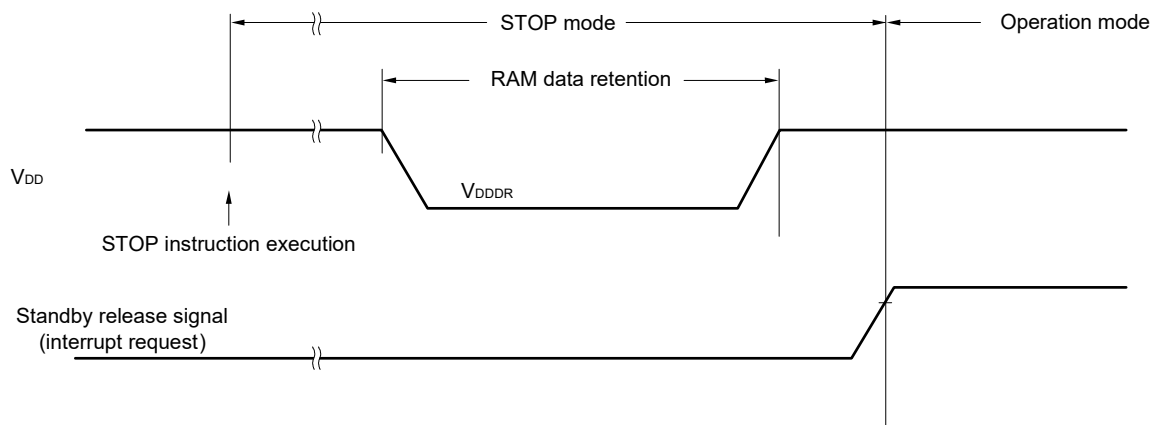 STOP mode
Operation mode
RAM data retention
VDD
VDDDR
STOP instruction execution
Standby release signal
(interrupt request)